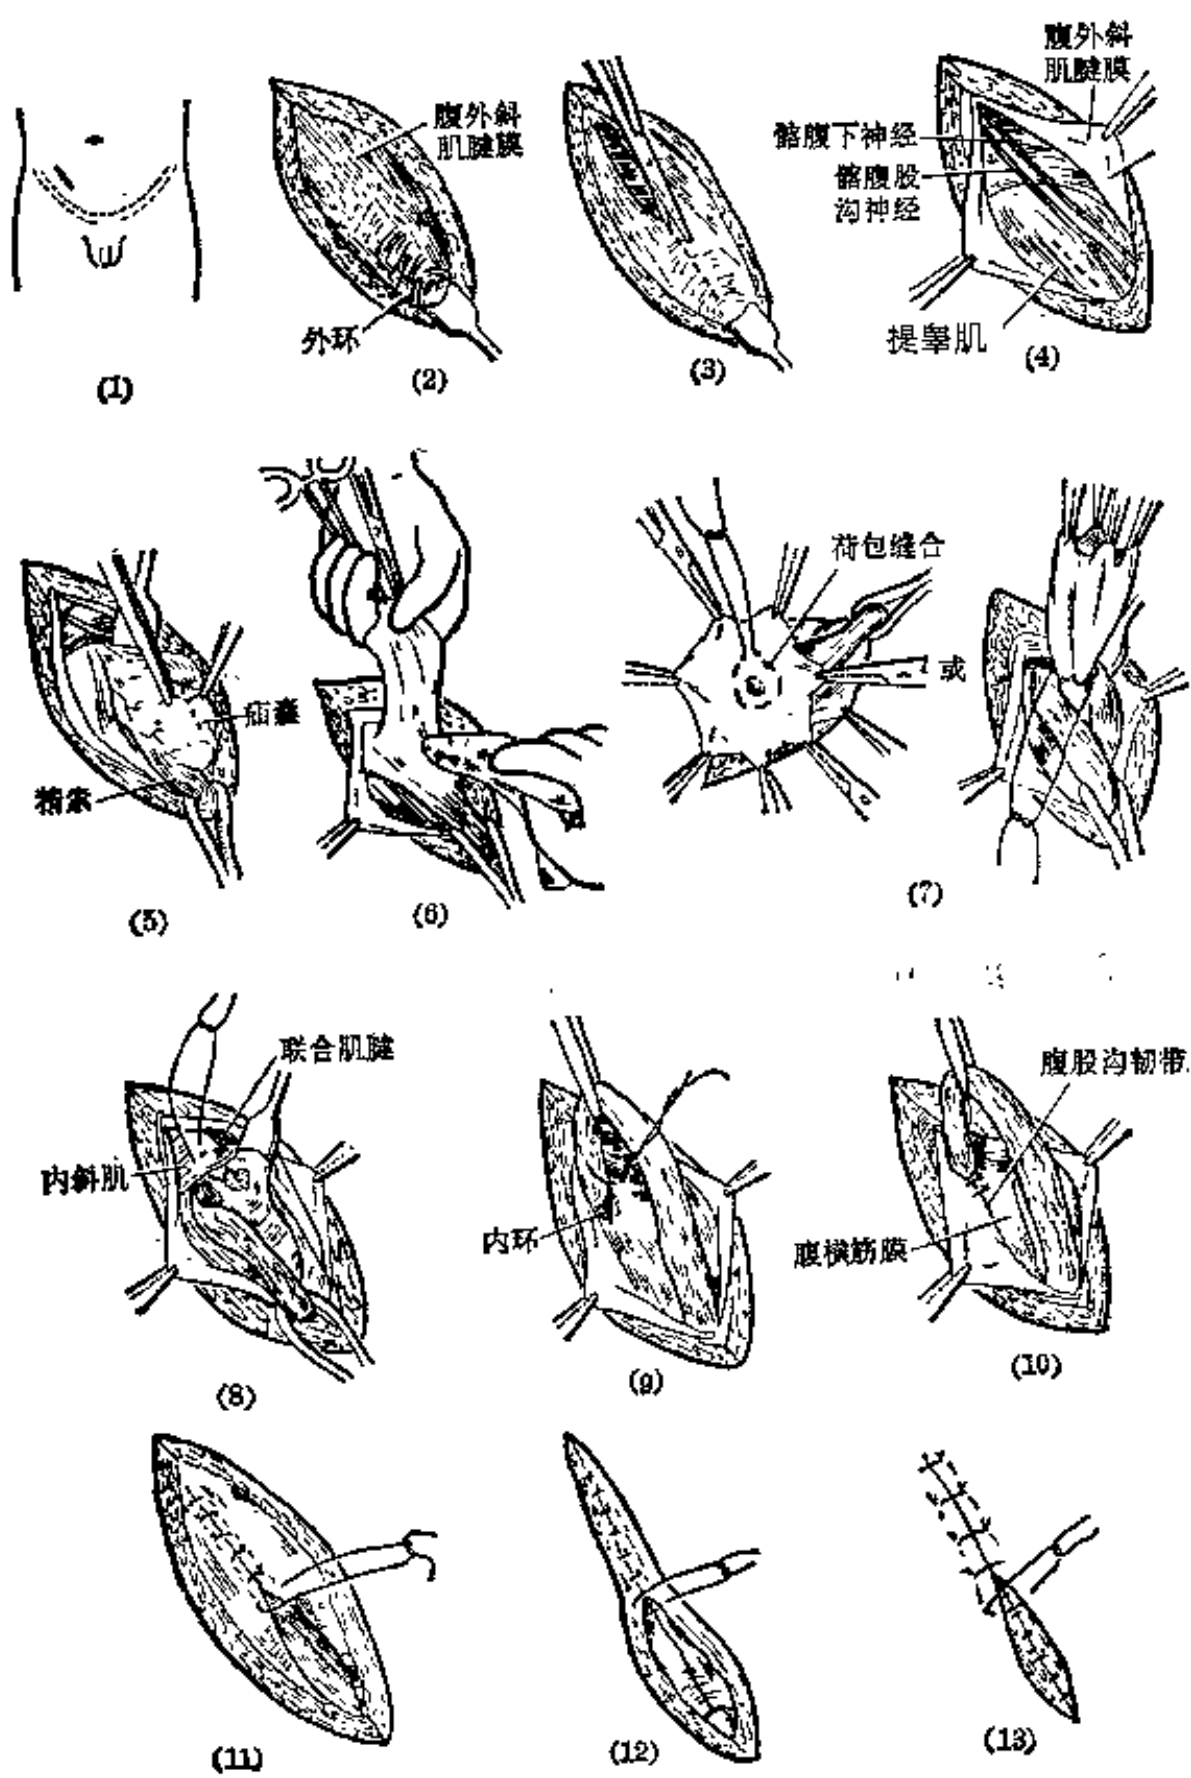 腹外斜
肌腱膜
外环
腹外斜
肌腱膜
髂腹下神经
髂腹股
沟神经
提睾肌
(1)
(2)
(3)
(4)
疝囊
精索
荷包缝合
或
(5)
(6)
(7)
联合肌腱
内斜肌
内环
腹股沟韧带
腹横筋膜
(8)
(9)
(10)
(11)
(12)
(13)